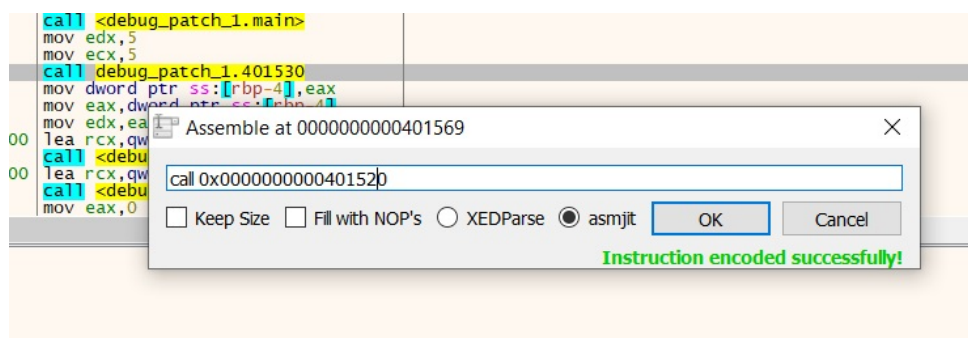 call <debug_patch_1.main>
mov edx,5
mov ecx,5
call debug_patch_1.401530
mov dword ptr ss:[rbp-4],eax
mov eax,dword ptr ss:[rbp-4]
mov edx,ea
00 lea rcx,qw
call <debu
00 lea rcx,qw
call <debu
mov eax,0
Assemble at 0000000000401569
call 0x0000000000401520
Keep Size Fill with NOP's XEDParse asmjit OK Cancel
Instruction encoded successfully!